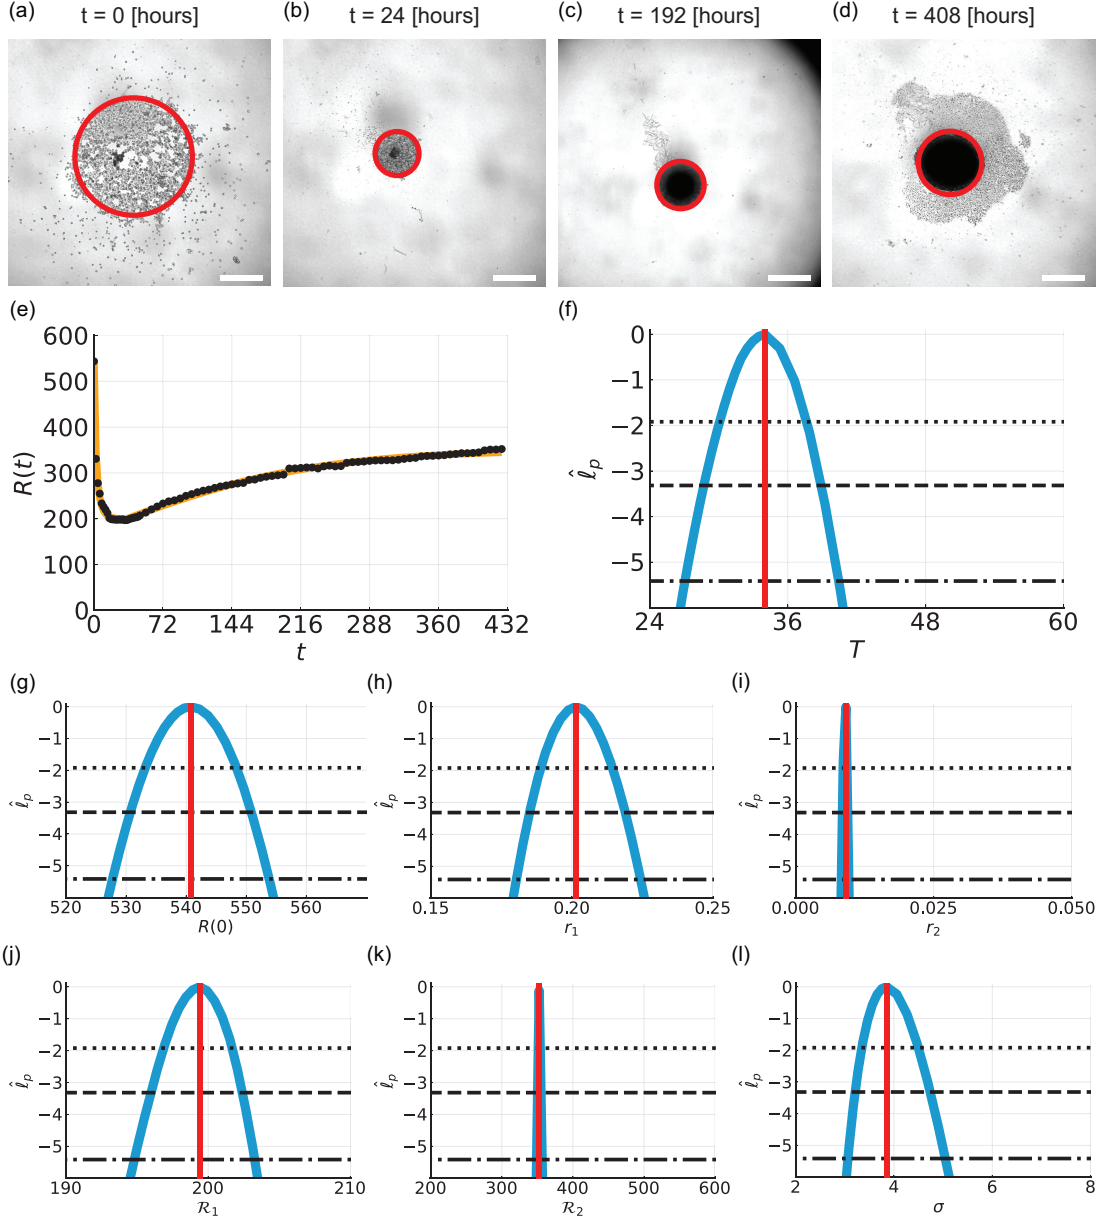 (a) t = 0 [hours]
(b) t = 24 [hours]
(c) t = 192 [hours]
(d) t = 408 [hours]
(e)
600
500
400
300
200
100
0
R(t)
0 72 144 216 288 360 432
t
(f)
0
−1
−2
−3
−4
−5
ℓ̂ₚ
24 36 48 60
T
(g)
0
−1
−2
−3
−4
−5
ℓ̂ₚ
520 530 540 550 560
R(0)
(h)
0
−1
−2
−3
−4
−5
ℓ̂ₚ
0.15 0.20 0.25
r₁
(i)
0
−1
−2
−3
−4
−5
ℓ̂ₚ
0.000 0.025 0.050
r₂
(j)
0
−1
−2
−3
−4
−5
ℓ̂ₚ
190 200 210
ℛ₁
(k)
0
−1
−2
−3
−4
−5
ℓ̂ₚ
200 300 400 500 600
ℛ₂
(l)
0
−1
−2
−3
−4
−5
ℓ̂ₚ
2 4 6 8
σ